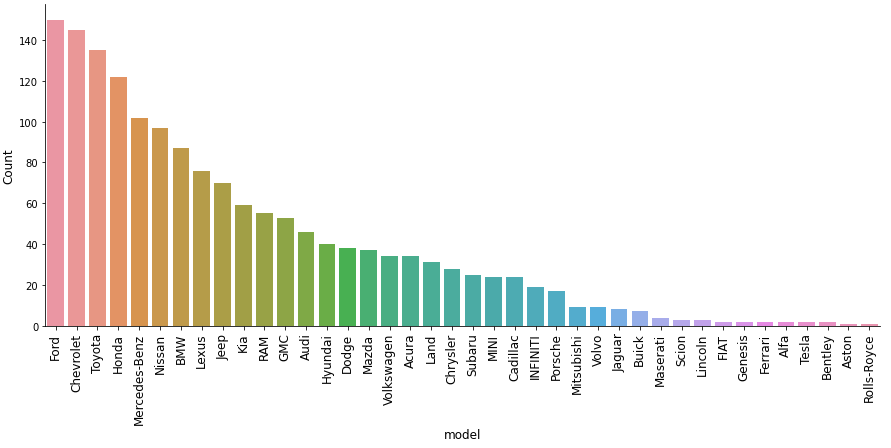 Count
140
120
100
80
60
40
20
0
Ford
Chevrolet
Toyota
Honda
Mercedes-Benz
Nissan
BMW
Lexus
Jeep
Kia
RAM
GMC
Audi
Hyundai
Dodge
Mazda
Volkswagen
Acura
Land
Chrysler
Subaru
MINI
Cadillac
INFINITI
Porsche
Mitsubishi
Volvo
Jaguar
Buick
Maserati
Scion
Lincoln
FIAT
Genesis
Ferrari
Alfa
Tesla
Bentley
Aston
Rolls-Royce
model